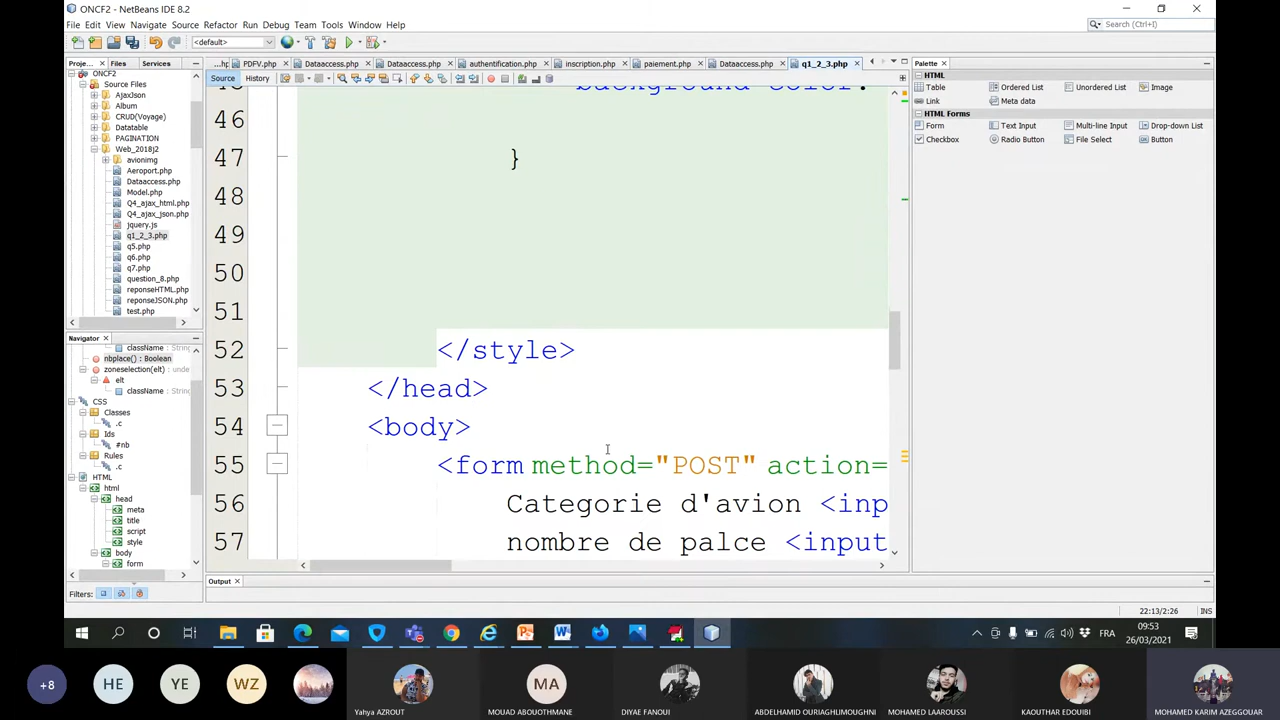 ONCF2 - NetBeans IDE 8.2
File Edit View Navigate Source Refactor Run Debug Team Tools Window Help
Search (Ctrl+I)
<default>
Proje... Files Services
...hp PDFV.php Dataaccess.php Dataaccess.php authentification.php inscription.php paiement.php Dataaccess.php q1_2_3.php
Palette
Source History
ONCF2
Source Files
AjaxJson
Album
CRUD(Voyage)
Datatable
PAGINATION
Web_2018j2
avionimg
Aeroport.php
Dataaccess.php
Model.php
Q4_ajax_html.php
Q4_ajax_json.php
jquery.js
q1_2_3.php
q5.php
q6.php
q7.php
question_8.php
reponseHTML.php
reponseJSON.php
test.php
background-color:
46
47 }
48
49
50
51
52 </style>
53 </head>
54 <body>
55 <form method="POST" action=
56 Categorie d'avion <inp
57 nombre de palce <input
HTML
Table Ordered List Unordered List Image
Link Meta data
HTML Forms
Form Text Input Multi-line Input Drop-down List
Checkbox Radio Button File Select Button
Navigator
className : String
nbplace() : Boolean
zoneselection(elt) : unde
elt
className : String
CSS
Classes
.c
Ids
#nb
Rules
.c
HTML
html
head
meta
title
script
style
body
form
Filters:
Output
22:13/2:26 INS
FRA
09:53
26/03/2021
+8 HE YE WZ MA
Yahya AZROUT MOUAD ABOUOTHMANE DIYAE FANOUI ABDELHAMID OURIAGHLIMOUGHNI MOHAMED LAAROUSSI KAOUTHAR EDOUIBI MOHAMED KARIM AZEGGOUAR